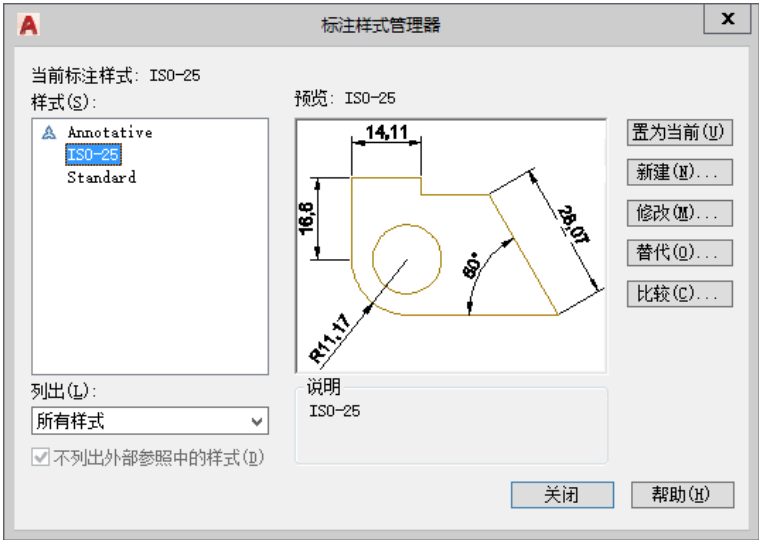 标注样式管理器
当前标注样式: ISO-25
样式(S):
Annotative
ISO-25
Standard
预览: ISO-25
14,11
16,6
28,07
60°
R11,17
置为当前(U)
新建(N)...
修改(M)...
替代(O)...
比较(C)...
列出(L):
所有样式
不列出外部参照中的样式(D)
说明
ISO-25
关闭
帮助(H)